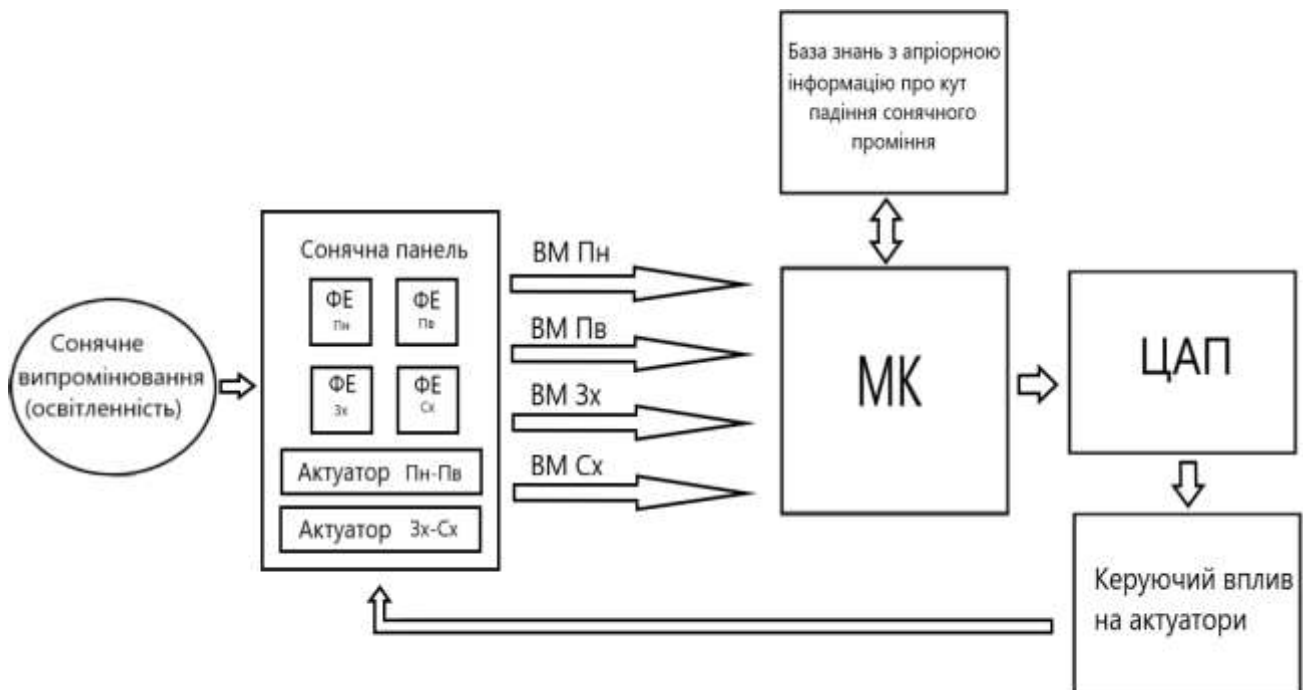 База знань з апріорною
інформацію про кут
падіння сонячного
проміння
Сонячна панель
ФЕ
Пн
ФЕ
Пв
ФЕ
Зх
ФЕ
Сх
Актуатор Пн-Пв
Актуатор Зх-Сх
Сонячне
випромінювання
(освітленність)
ВМ Пн
ВМ Пв
ВМ Зх
ВМ Сх
МК
ЦАП
Керуючий вплив
на актуатори